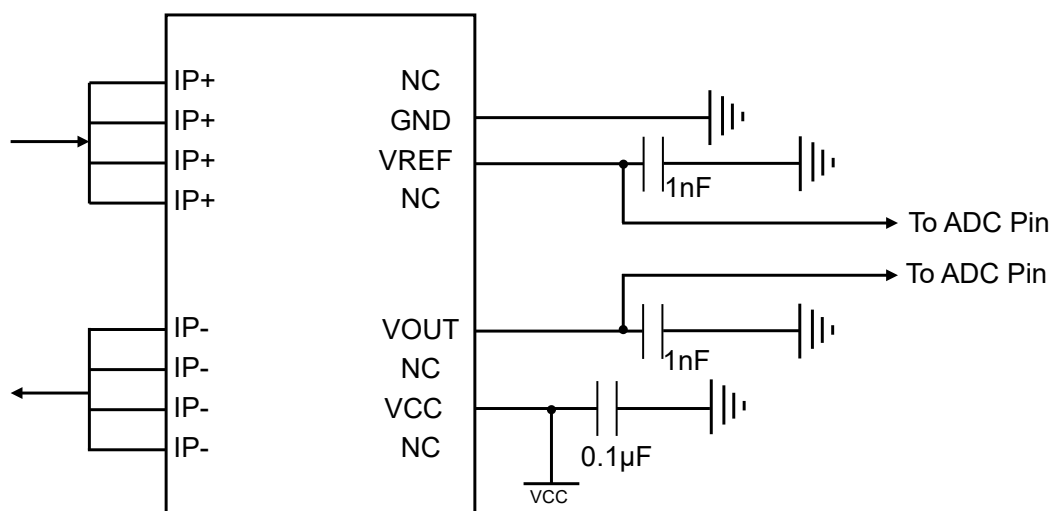 IP+
IP+
IP+
IP+
IP-
IP-
IP-
IP-
NC
GND
VREF
NC
VOUT
NC
VCC
NC
1nF
To ADC Pin
To ADC Pin
1nF
0.1µF
VCC